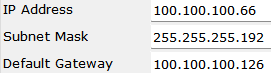 IP Address 100.100.100.66
Subnet Mask 255.255.255.192
Default Gateway 100.100.100.126